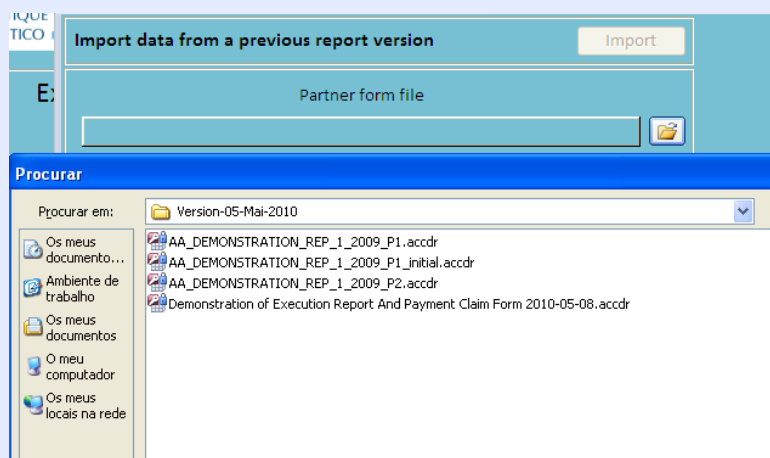 IQUE
TICO
Import data from a previous report version
Import
Ex
Partner form file
Procurar
Procurar em:
Version-05-Mai-2010
Os meus
documento...
Ambiente de
trabalho
Os meus
documentos
O meu
computador
Os meus
locais na rede
AA_DEMONSTRATION_REP_1_2009_P1.accdr
AA_DEMONSTRATION_REP_1_2009_P1_initial.accdr
AA_DEMONSTRATION_REP_1_2009_P2.accdr
Demonstration of Execution Report And Payment Claim Form 2010-05-08.accdr